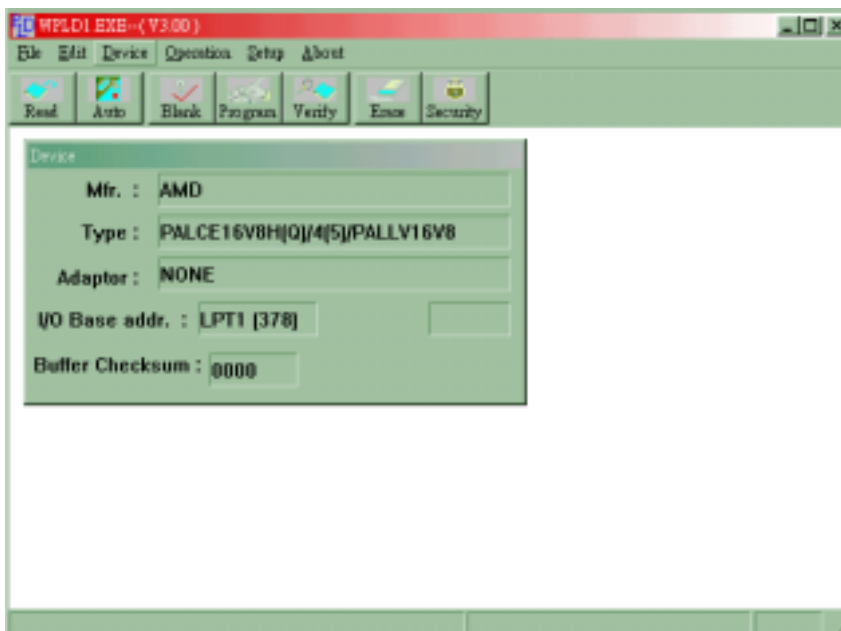 WPLD1.EXE--( V3.00 )
File Edit Device Operation Setup About
Read Auto Blank Program Verify Erase Security
Device
Mfr. : AMD
Type : PALCE16V8H(Q)/4(5)/PALLV16V8
Adaptor : NONE
I/O Base addr. : LPT1 (378)
Buffer Checksum : 0000